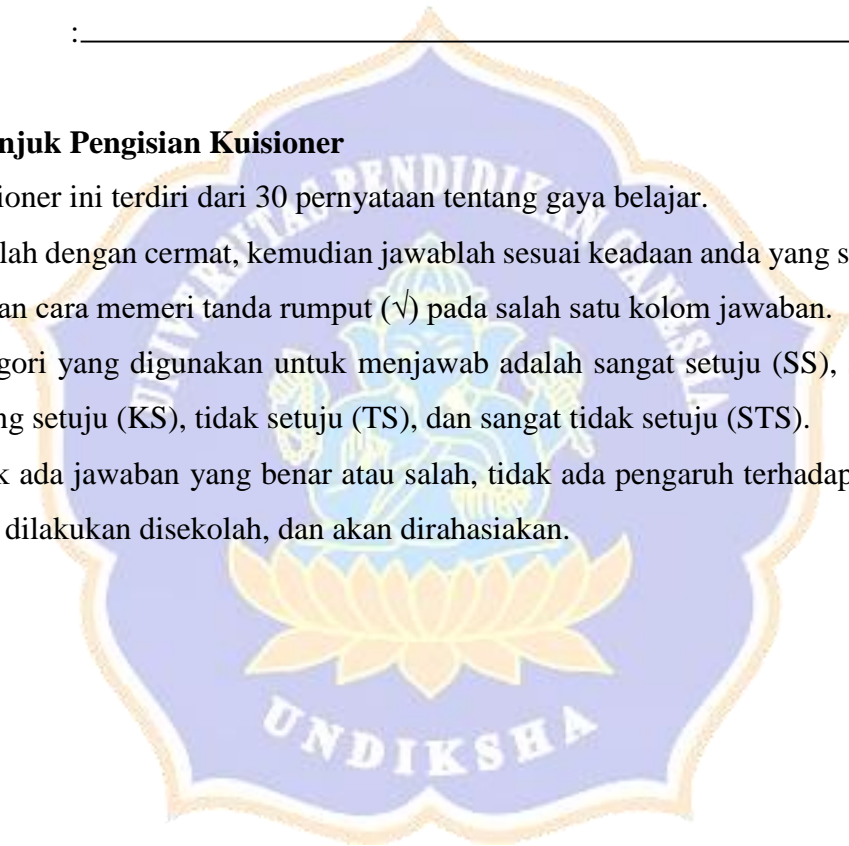 :
njuk Pengisian Kuisioner
ioner ini terdiri dari 30 pernyataan tentang gaya belajar.
lah dengan cermat, kemudian jawablah sesuai keadaan anda yang s
an cara memeri tanda rumput (√) pada salah satu kolom jawaban.
gori yang digunakan untuk menjawab adalah sangat setuju (SS),
ng setuju (KS), tidak setuju (TS), dan sangat tidak setuju (STS).
k ada jawaban yang benar atau salah, tidak ada pengaruh terhadap
dilakukan disekolah, dan akan dirahasiakan.
UNIVERSITAS PENDIDIKAN GANESHA
UNDIKSHA